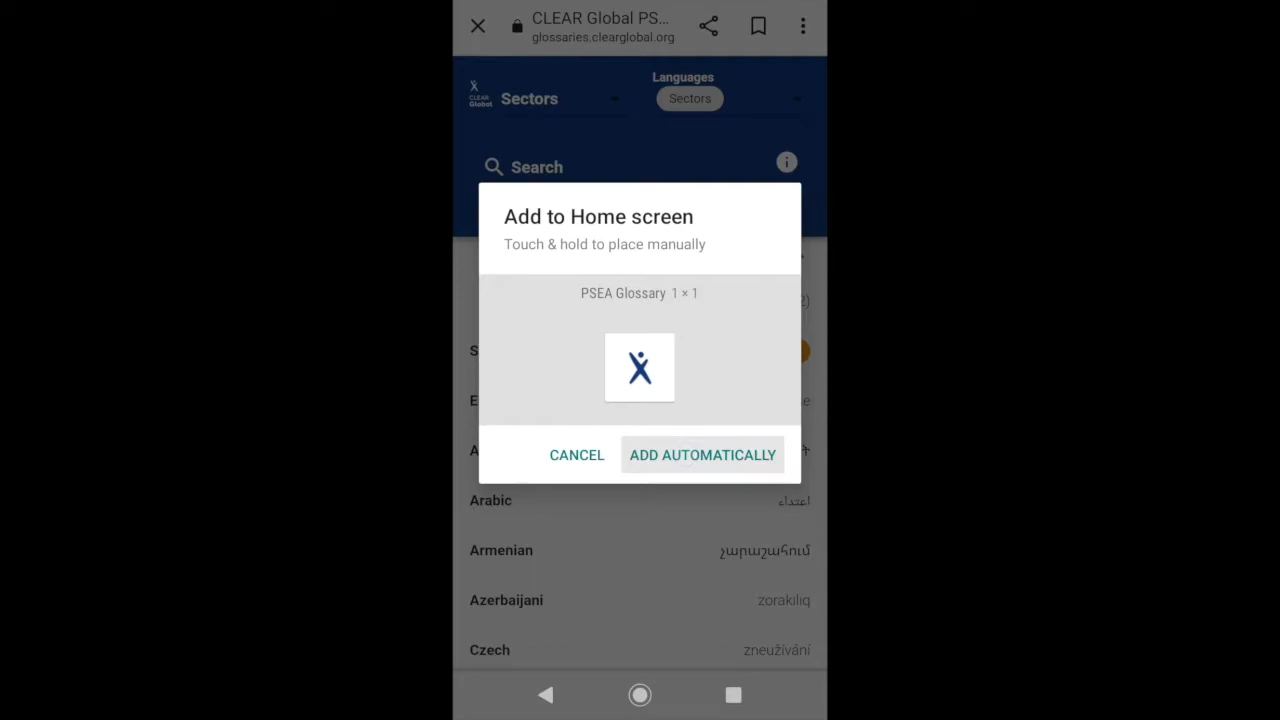 CLEAR Global PS...
glossaries.clearglobal.org
Languages
CLEAR
Global
Sectors
Sectors
Search
Add to Home screen
Touch & hold to place manually
PSEA Glossary 1 × 1
CANCEL
ADD AUTOMATICALLY
Arabic
اعتداء
Armenian
չարաշահում
Azerbaijani
zorakılıq
Czech
zneužívání